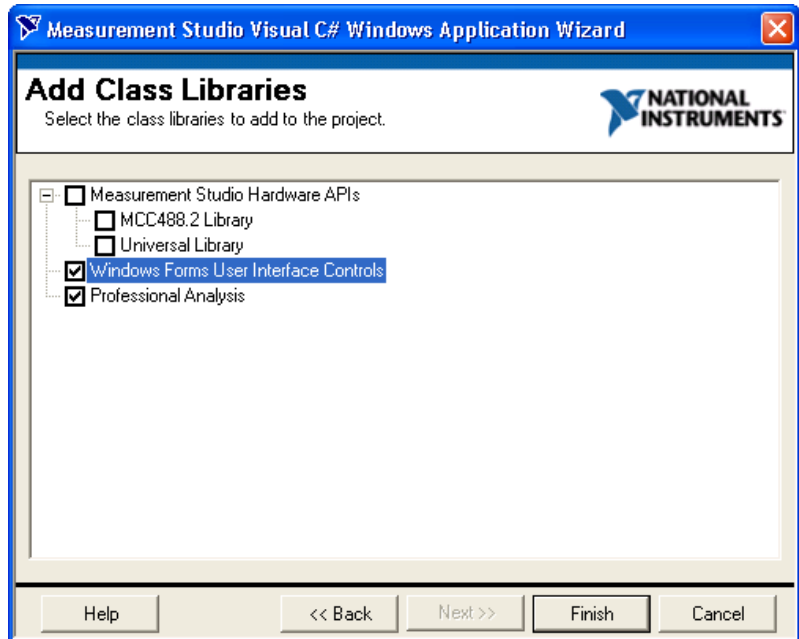 Measurement Studio Visual C# Windows Application Wizard
Add Class Libraries
Select the class libraries to add to the project.
NATIONAL
INSTRUMENTS
Measurement Studio Hardware APIs
MCC488.2 Library
Universal Library
Windows Forms User Interface Controls
Professional Analysis
Help
<< Back
Next >>
Finish
Cancel